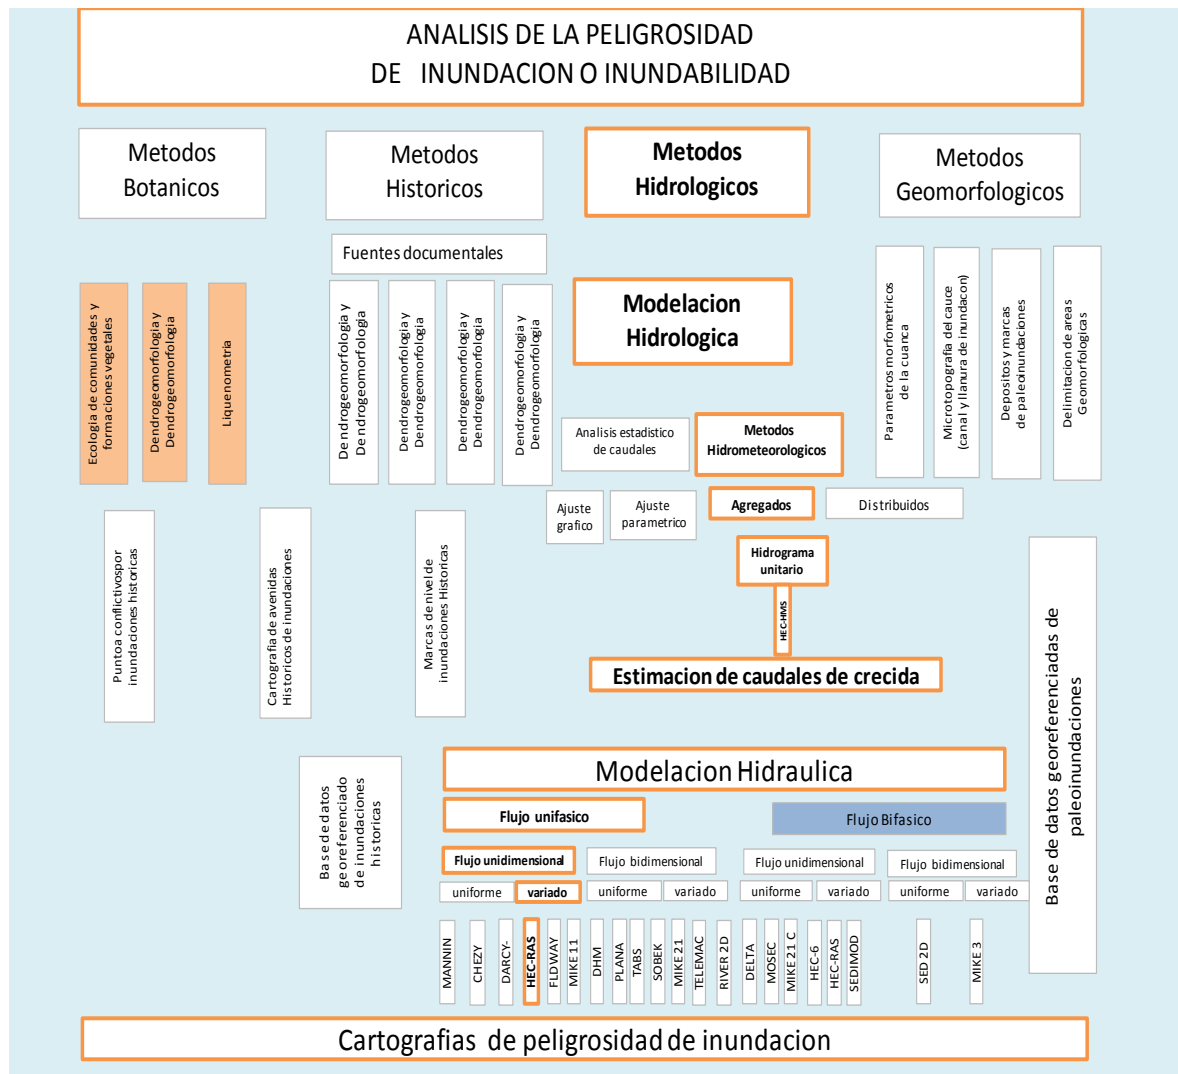 ANALISIS DE LA PELIGROSIDAD
DE INUNDACION O INUNDABILIDAD
Metodos
Botanicos
Metodos
Historicos
Metodos
Hidrologicos
Metodos
Geomorfologicos
Fuentes documentales
Ecologia de comunidades y
formaciones vegetales
Dendrogeomorfologia y
Dendrogeomorfologia
Liquenometria
Dendrogeomorfologia y
Dendrogeomorfologia
Dendrogeomorfologia y
Dendrogeomorfologia
Dendrogeomorfologia y
Dendrogeomorfologia
Dendrogeomorfologia y
Dendrogeomorfologia
Modelacion
Hidrologica
Parametros morfometricos
de la cuanca
Microtopografia del cauce
(canal y llanura de inundacon)
Depositos y marcas
de paleoinundaciones
Delimitacion de areas
Geomorfologicas
Analisis estadistico
de caudales
Metodos
Hidrometeorologicos
Ajuste
grafico
Ajuste
parametrico
Agregados
Distribuidos
Hidrograma
unitario
HEC-HMS
Estimacion de caudales de crecida
Puntoa conflictivospor
inundaciones historicas
Cartografia de avenidas
Historicos de inundaciones
Marcas de nivel de
inundaciones Historicas
Base de datos georeferenciadas de
paleoinundaciones
Base de datos
georeferenciado
de inundaciones
historicas
Modelacion Hidraulica
Flujo unifasico
Flujo Bifasico
Flujo unidimensional
Flujo bidimensional
Flujo unidimensional
Flujo bidimensional
uniforme
variado
uniforme
variado
uniforme
variado
uniforme
variado
MANNIN
CHEZY
DARCY-
HEC-RAS
FLDWAY
MIKE 11
DHM
PLANA
TABS
SOBEK
MIKE 21
TELEMAC
RIVER 2D
DELTA
MOSEC
MIKE 21 C
HEC-6
HEC-RAS
SEDIMOD
SED 2D
MIKE 3
Cartografias de peligrosidad de inundacion